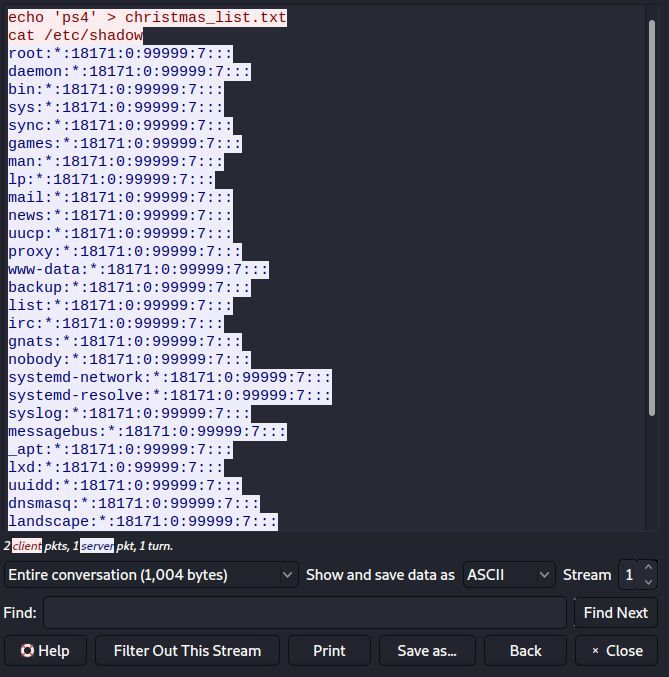 echo 'ps4' > christmas_list.txt
cat /etc/shadow
root:*:18171:0:99999:7:::
daemon:*:18171:0:99999:7:::
bin:*:18171:0:99999:7:::
sys:*:18171:0:99999:7:::
sync:*:18171:0:99999:7:::
games:*:18171:0:99999:7:::
man:*:18171:0:99999:7:::
lp:*:18171:0:99999:7:::
mail:*:18171:0:99999:7:::
news:*:18171:0:99999:7:::
uucp:*:18171:0:99999:7:::
proxy:*:18171:0:99999:7:::
www-data:*:18171:0:99999:7:::
backup:*:18171:0:99999:7:::
list:*:18171:0:99999:7:::
irc:*:18171:0:99999:7:::
gnats:*:18171:0:99999:7:::
nobody:*:18171:0:99999:7:::
systemd-network:*:18171:0:99999:7:::
systemd-resolve:*:18171:0:99999:7:::
syslog:*:18171:0:99999:7:::
messagebus:*:18171:0:99999:7:::
_apt:*:18171:0:99999:7:::
lxd:*:18171:0:99999:7:::
uuidd:*:18171:0:99999:7:::
dnsmasq:*:18171:0:99999:7:::
landscape:*:18171:0:99999:7:::
2 client pkts, 1 server pkt, 1 turn.
Entire conversation (1,004 bytes) Show and save data as ASCII Stream 1
Find: Find Next
Help Filter Out This Stream Print Save as... Back × Close